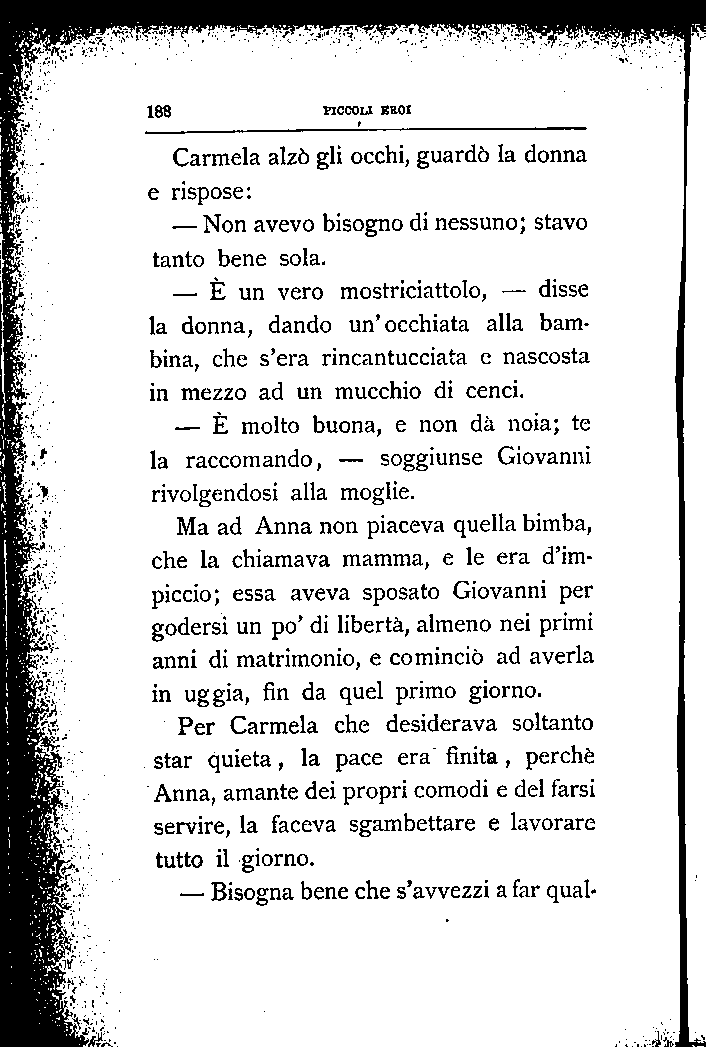 188 PICCOLI EROI
Carmela alzò gli occhi, guardò la donna
e rispose:
— Non avevo bisogno di nessuno; stavo
tanto bene sola.
— È un vero mostriciattolo, — disse
la donna, dando un'occhiata alla bam-
bina, che s'era rincantucciata e nascosta
in mezzo ad un mucchio di cenci.
— È molto buona, e non dà noia; te
la raccomando, — soggiunse Giovanni
rivolgendosi alla moglie.
Ma ad Anna non piaceva quella bimba,
che la chiamava mamma, e le era d'im-
piccio; essa aveva sposato Giovanni per
godersi un po' di libertà, almeno nei primi
anni di matrimonio, e cominciò ad averla
in uggia, fin da quel primo giorno.
Per Carmela che desiderava soltanto
star quieta, la pace era finita, perchè
Anna, amante dei propri comodi e del farsi
servire, la faceva sgambettare e lavorare
tutto il giorno.
— Bisogna bene che s'avvezzi a far qual-